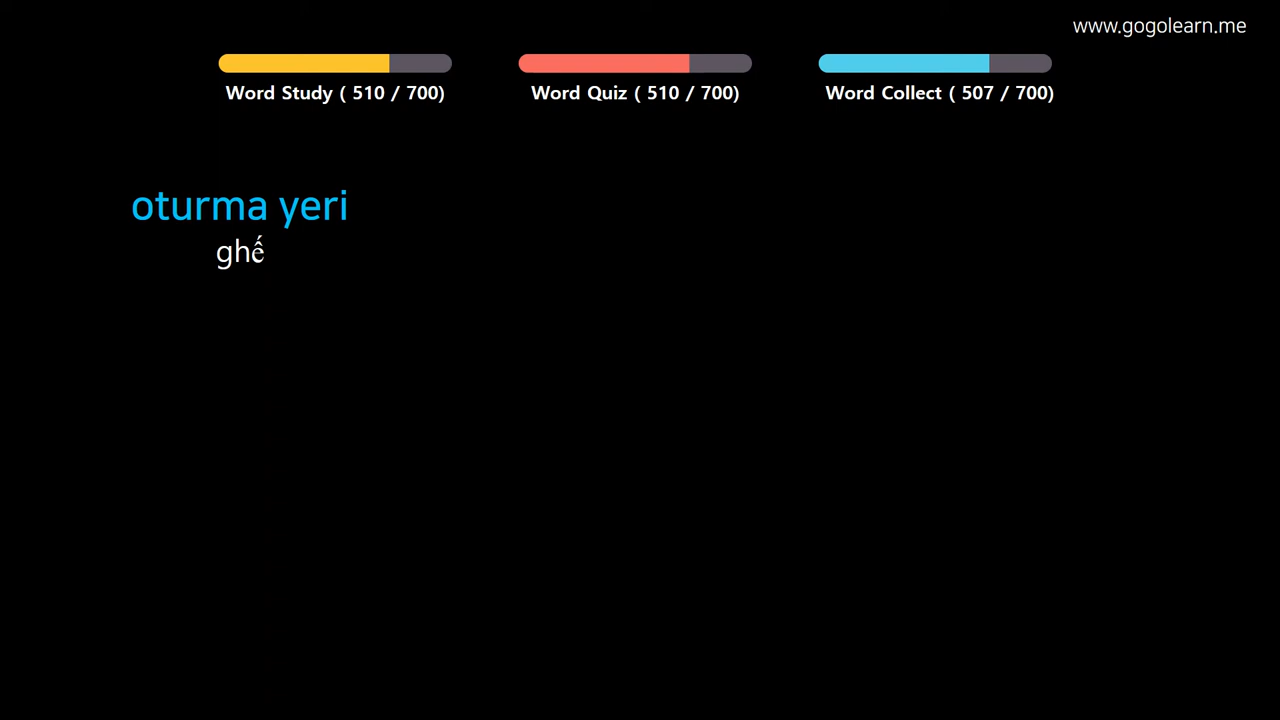 www.gogolearn.me
Word Study ( 510 / 700)
Word Quiz ( 510 / 700)
Word Collect ( 507 / 700)
oturma yeri
ghế